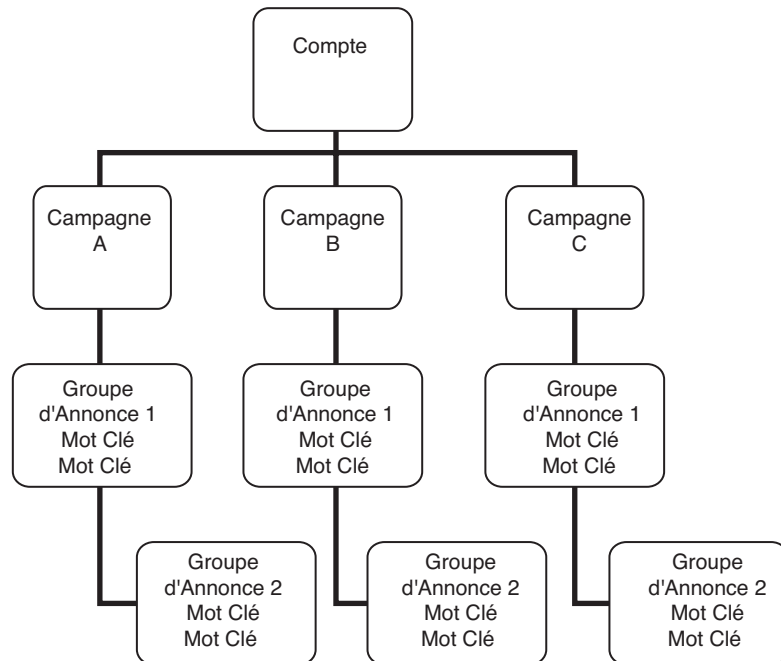 Compte
Campagne
A
Campagne
B
Campagne
C
Groupe
d'Annonce 1
Mot Clé
Mot Clé
Groupe
d'Annonce 1
Mot Clé
Mot Clé
Groupe
d'Annonce 1
Mot Clé
Mot Clé
Groupe
d'Annonce 2
Mot Clé
Mot Clé
Groupe
d'Annonce 2
Mot Clé
Mot Clé
Groupe
d'Annonce 2
Mot Clé
Mot Clé